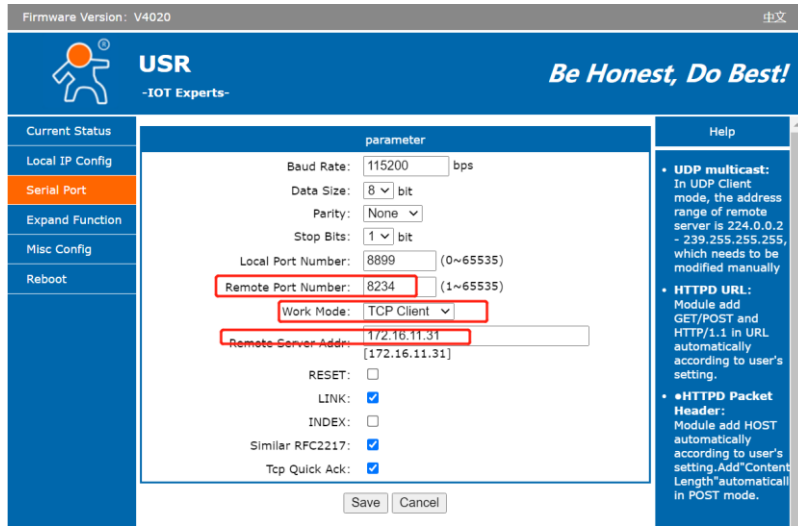 Firmware Version: V4020
中文
®
USR
-IOT Experts-
Be Honest, Do Best!
Current Status
Local IP Config
Serial Port
Expand Function
Misc Config
Reboot
parameter
Baud Rate: 115200 bps
Data Size: 8 bit
Parity: None
Stop Bits: 1 bit
Local Port Number: 8899 (0~65535)
Remote Port Number: 8234 (1~65535)
Work Mode: TCP Client
Remote Server Addr: 172.16.11.31
[172.16.11.31]
RESET:
LINK:
INDEX:
Similar RFC2217:
Tcp Quick Ack:
Save Cancel
Help
• UDP multicast:
In UDP Client
mode, the address
range of remote
server is 224.0.0.2
- 239.255.255.255,
which needs to be
modified manually
• HTTPD URL:
Module add
GET/POST and
HTTP/1.1 in URL
automatically
according to user's
setting.
• ●HTTPD Packet
Header:
Module add HOST
automatically
according to user's
setting.Add"Content
Length"automaticall
in POST mode.